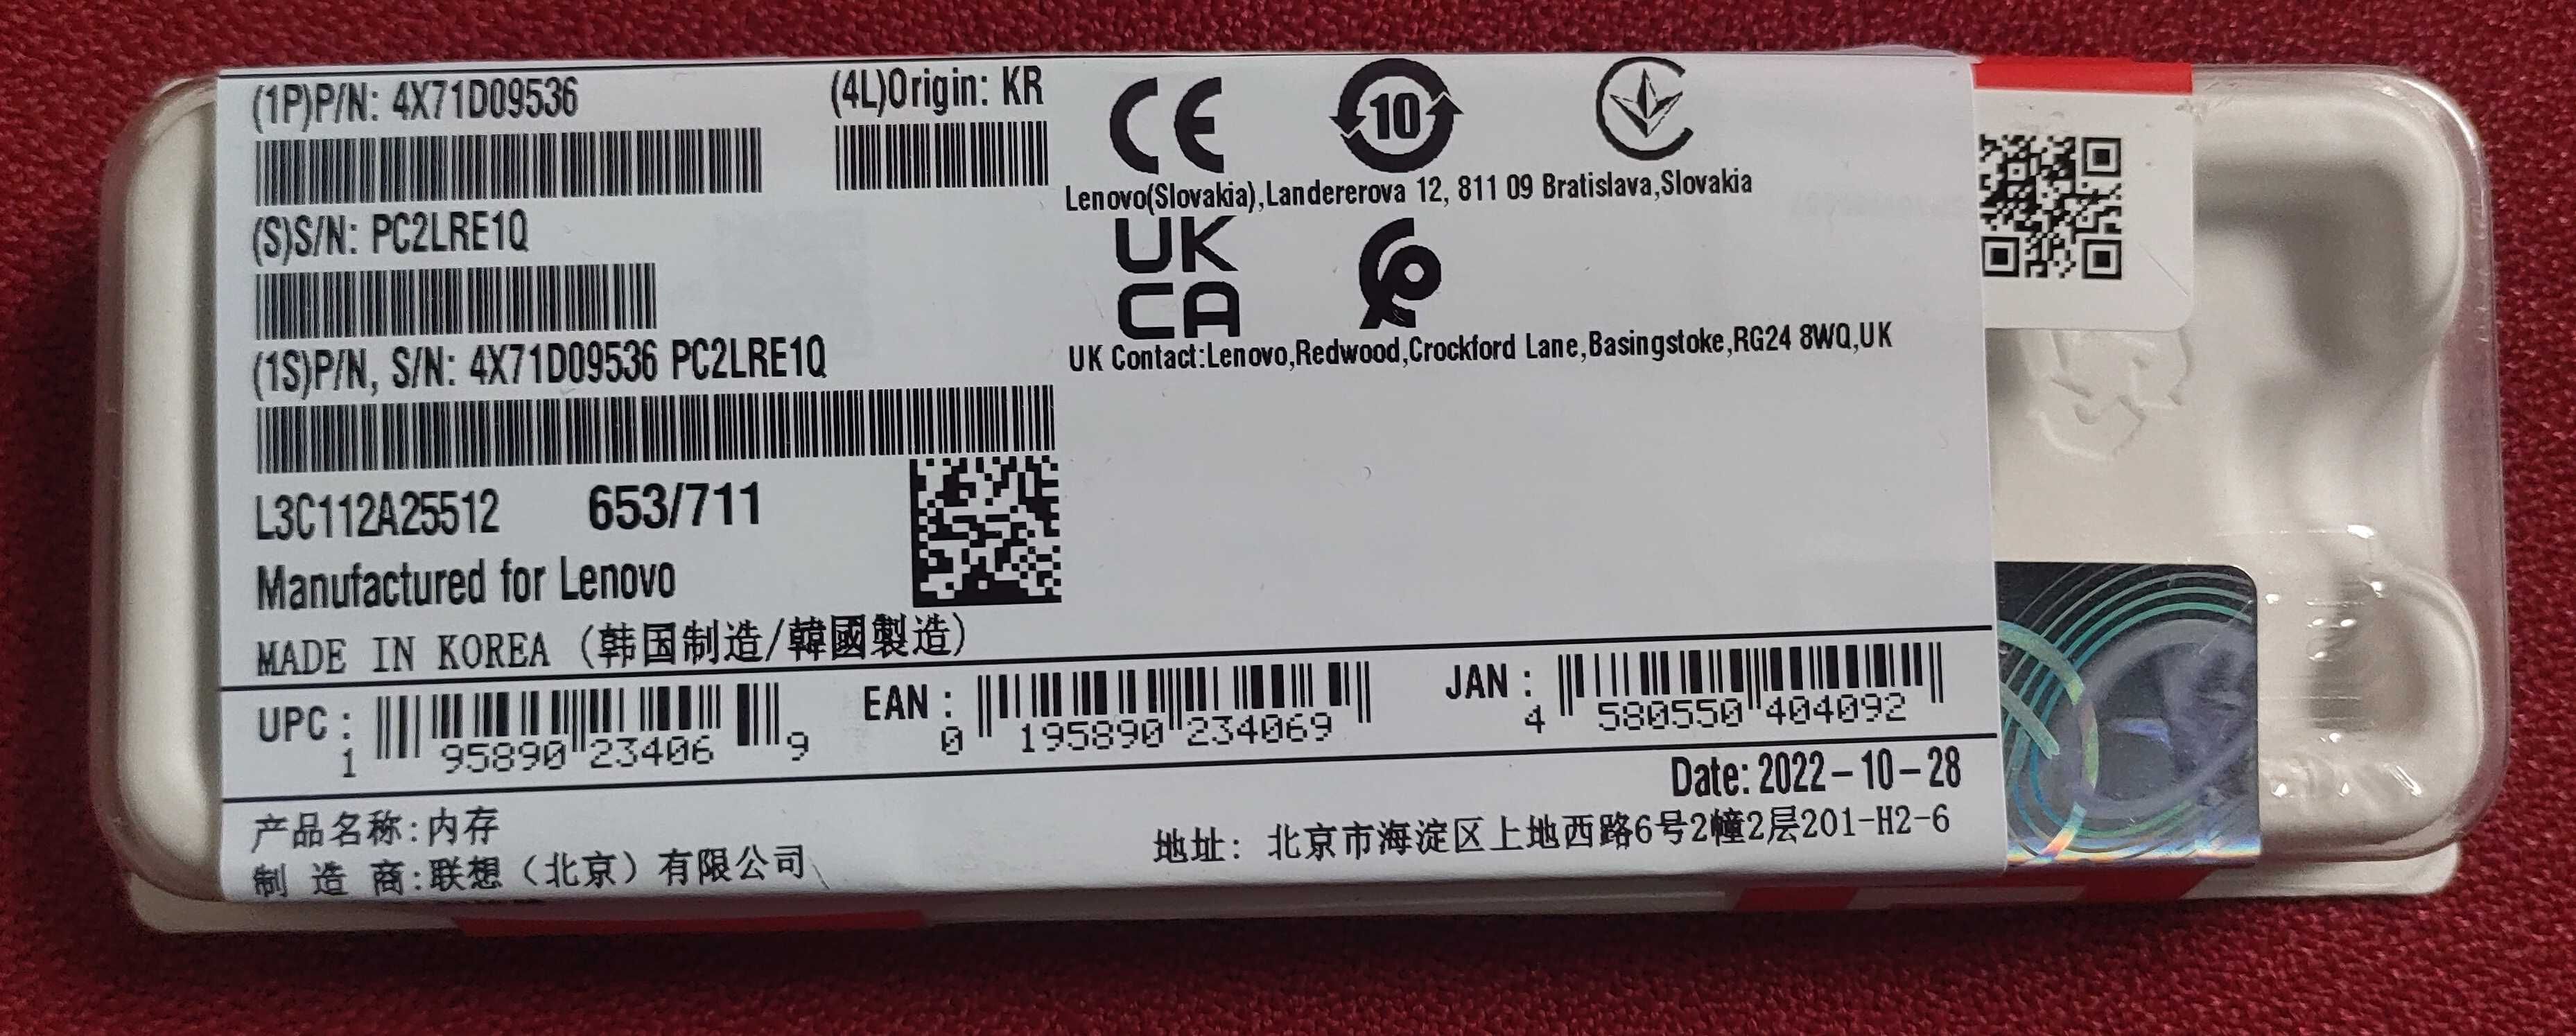 (1P)P/N: 4X71D09536
(4L)Origin: KR
(S)S/N: PC2LRE1Q
(1S)P/N, S/N: 4X71D09536 PC2LRE1Q
L3C112A25512 653/711
Manufactured for Lenovo
MADE IN KOREA (韩国制造/韓國製造)
CE
10
Lenovo(Slovakia),Landererova 12, 811 09 Bratislava,Slovakia
UK
CA
UK Contact:Lenovo,Redwood,Crockford Lane,Basingstoke,RG24 8WQ,UK
UPC : 1 95890 23406 9
EAN : 0 195890 234069
JAN : 4 580550 404092
Date: 2022-10-28
产品名称:内存
制 造 商:联想（北京）有限公司
地址: 北京市海淀区上地西路6号2幢2层201-H2-6